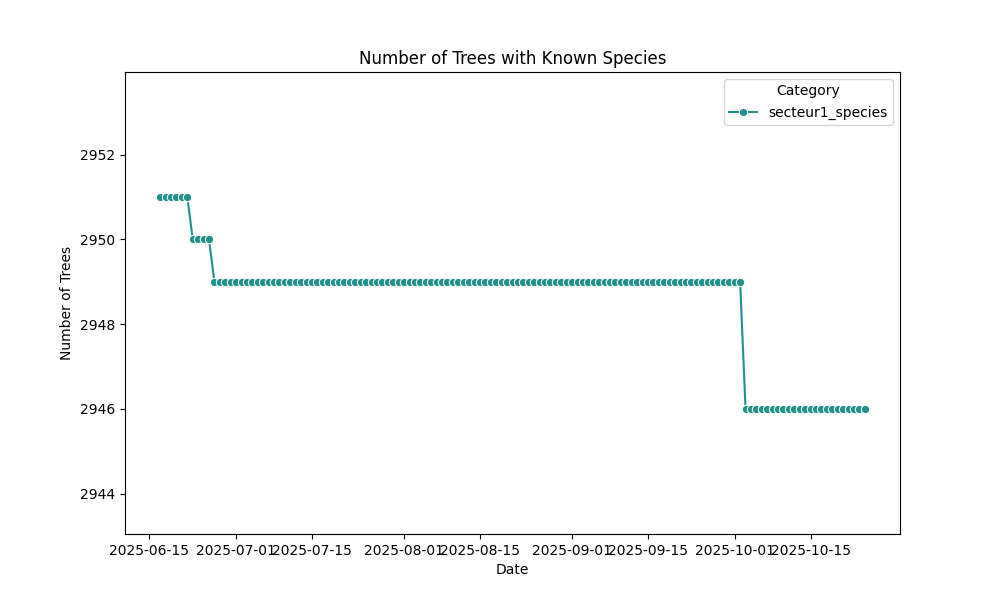 Number of Trees with Known Species
Category
secteur1_species
2952
2950
2948
2946
2944
Number of Trees
2025-06-15 2025-07-01 2025-07-15 2025-08-01 2025-08-15 2025-09-01 2025-09-15 2025-10-01 2025-10-15
Date